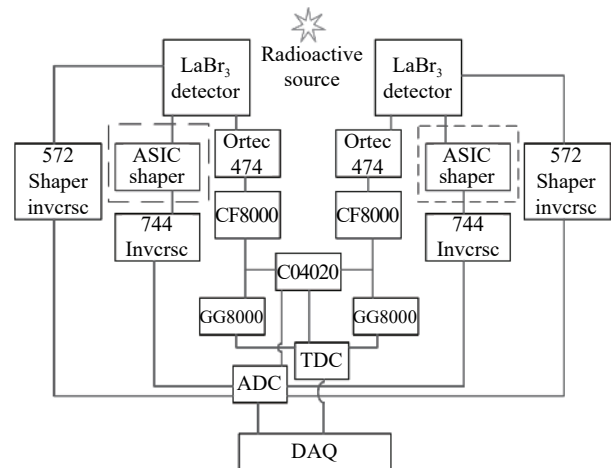 Radioactive
source
LaBr3
detector
LaBr3
detector
572
Shaper
invcrsc
ASIC
shaper
Ortec
474
Ortec
474
ASIC
shaper
572
Shaper
invcrsc
744
Invcrsc
CF8000
CF8000
744
Invcrsc
C04020
GG8000
GG8000
TDC
ADC
DAQ